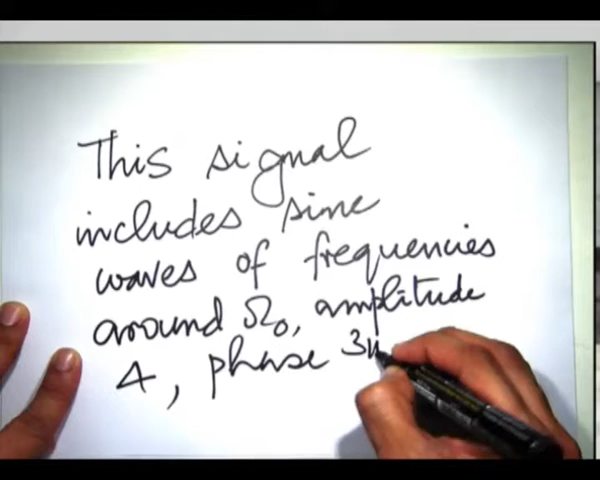 This signal
includes sine
waves of frequencies
around Ω₀, amplitude
4, phase